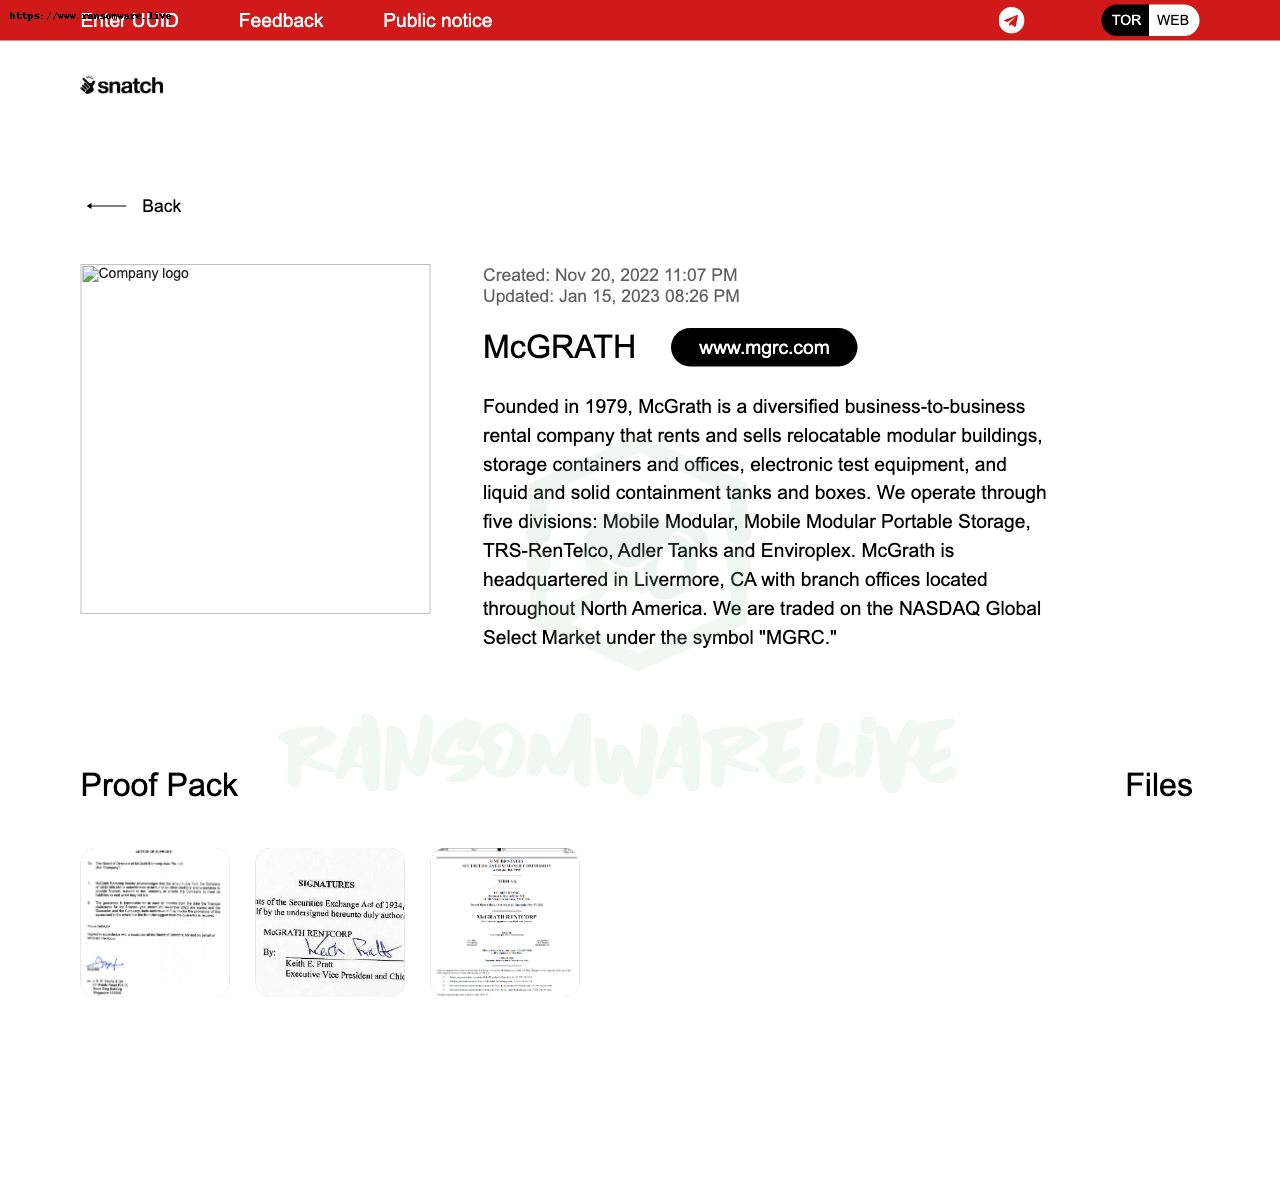 https://www.ransomware.live
Enter UUID
Feedback
Public notice
TOR
WEB
snatch
Back
Company logo
Created: Nov 20, 2022 11:07 PM
Updated: Jan 15, 2023 08:26 PM
McGRATH
www.mgrc.com
Founded in 1979, McGrath is a diversified business-to-business
rental company that rents and sells relocatable modular buildings,
storage containers and offices, electronic test equipment, and
liquid and solid containment tanks and boxes. We operate through
five divisions: Mobile Modular, Mobile Modular Portable Storage,
TRS-RenTelco, Adler Tanks and Enviroplex. McGrath is
headquartered in Livermore, CA with branch offices located
throughout North America. We are traded on the NASDAQ Global
Select Market under the symbol "MGRC."
RANSOMWARE.LIVE
Proof Pack
Files
LETTER OF SUPPORT
SIGNATURES
of the Securities Exchange Act of 1934,
by the undersigned hereunto duly
McGRATH RENTCORP
By:
Keith E. Pratt
Executive Vice President and
SECURITIES AND EXCHANGE COMMISSION
McGRATH RENTCORP